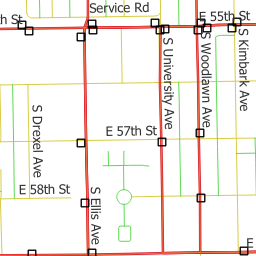 Service Rd
E 55th St
th St
S Drexel Ave
S Ellis Ave
S University Ave
S Woodlawn Ave
S Kimbark Ave
E 57th St
E 58th St
E